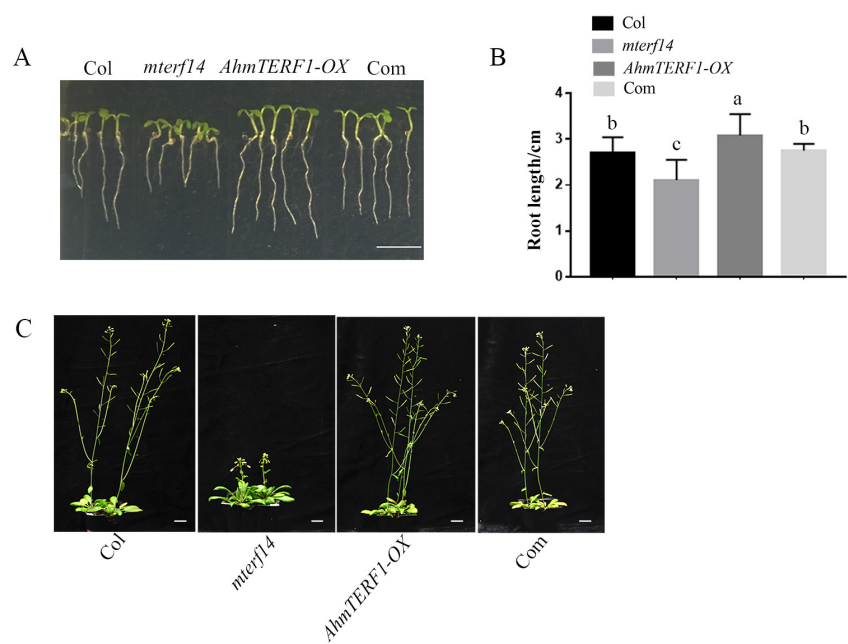 A
Col mterf14 AhmTERF1-OX Com
B
Col
mterf14
AhmTERF1-OX
Com
Root length/cm
4
3
2
1
0
b
c
a
b
C
Col
mterf14
AhmTERF1-OX
Com